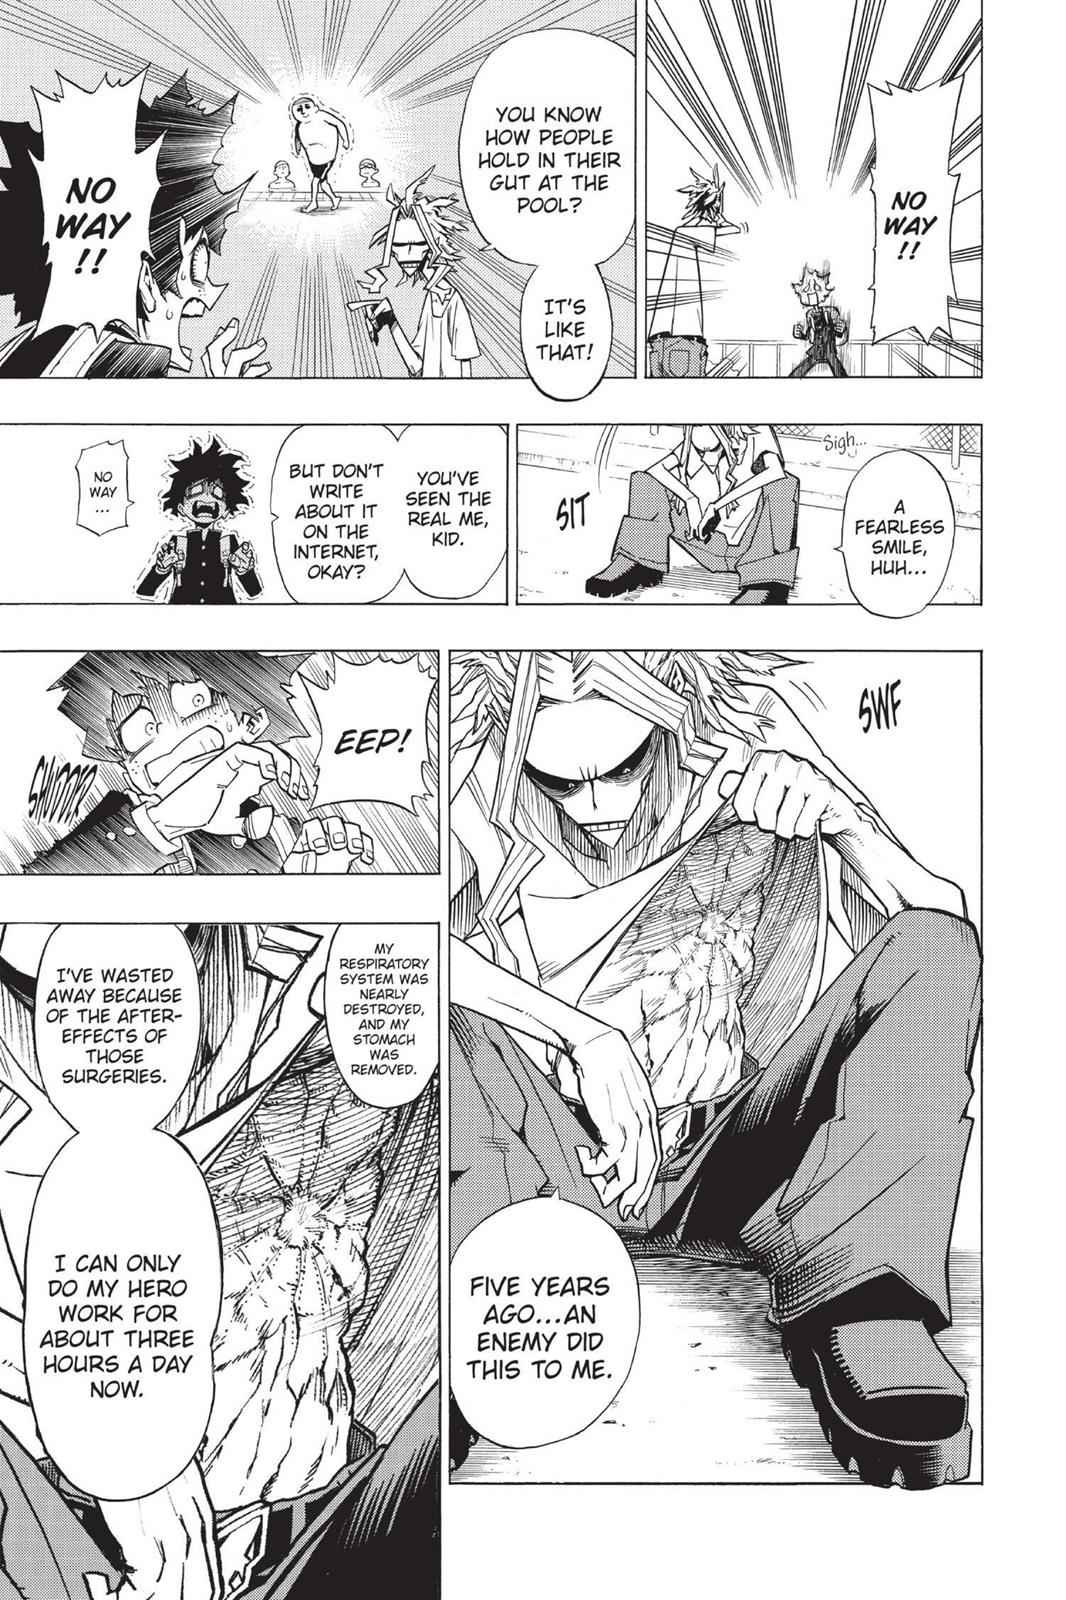 NO
WAY
!!
YOU KNOW
HOW PEOPLE
HOLD IN THEIR
GUT AT THE
POOL?
IT'S
LIKE
THAT!
NO
WAY
!!
Sigh...
A
FEARLESS
SMILE,
HUH...
SIT
YOU'VE
SEEN THE
REAL ME,
KID.
BUT DON'T
WRITE
ABOUT IT
ON THE
INTERNET,
OKAY?
NO
WAY
...
SWF
FIVE YEARS
AGO...AN
ENEMY DID
THIS TO ME.
EEP!
MY
RESPIRATORY
SYSTEM WAS
NEARLY
DESTROYED,
AND MY
STOMACH
WAS
REMOVED.
I'VE WASTED
AWAY BECAUSE
OF THE AFTER-
EFFECTS OF
THOSE
SURGERIES.
I CAN ONLY
DO MY HERO
WORK FOR
ABOUT THREE
HOURS A DAY
NOW.